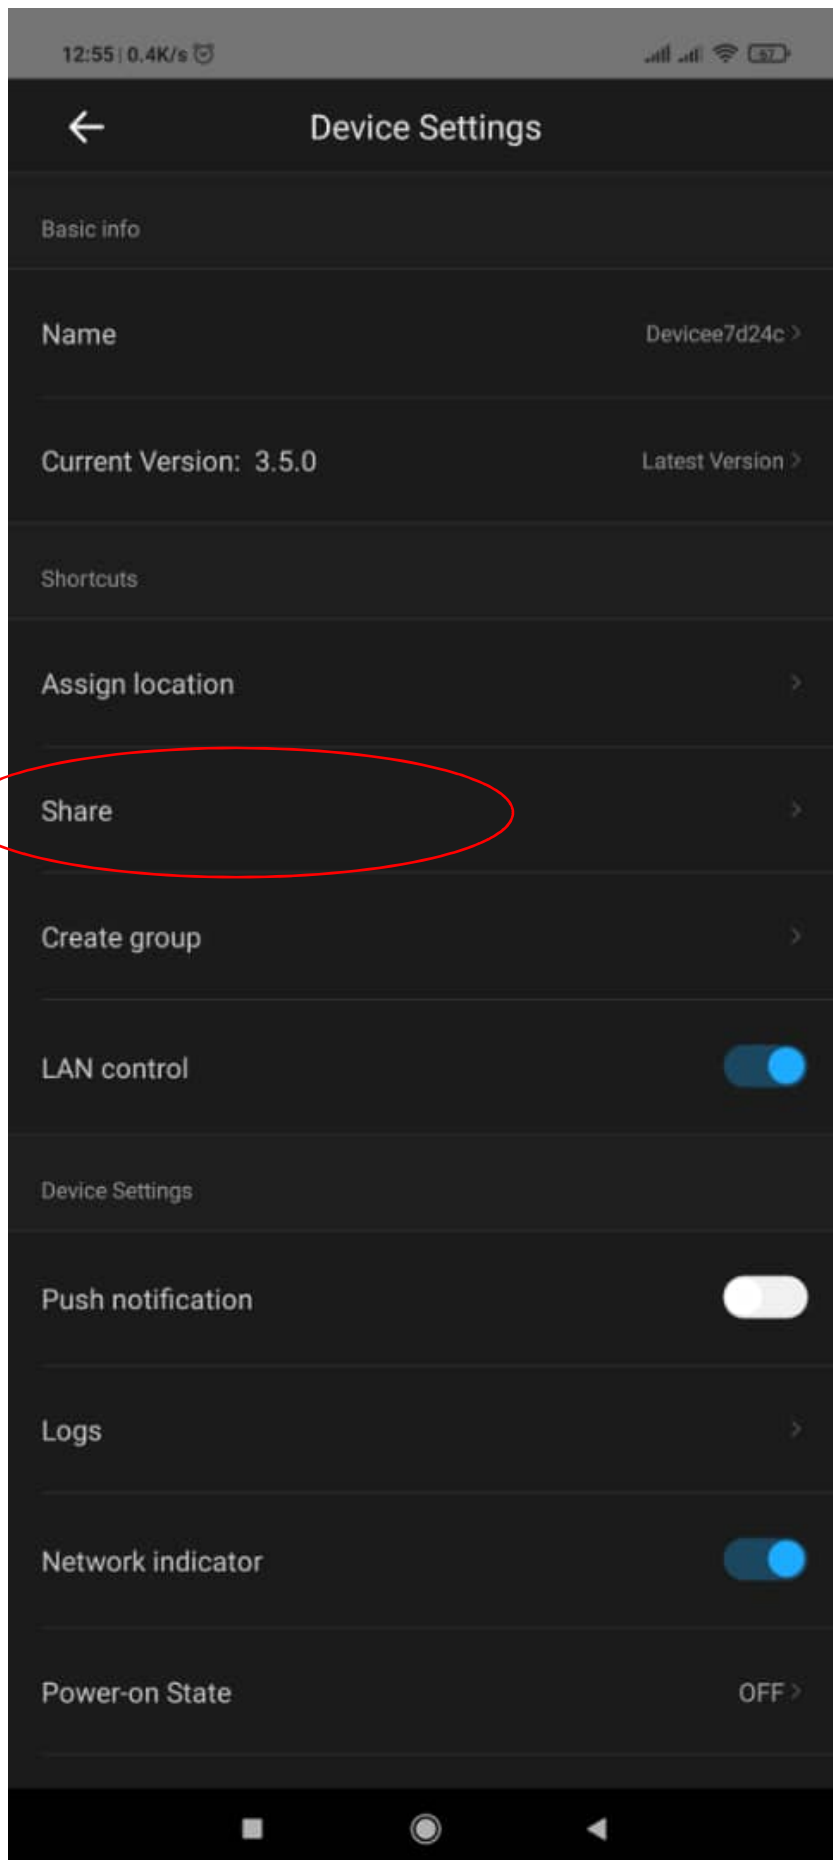 12:55 | 0.4K/s 67
Device Settings
Basic info
Name Devicee7d24c
Current Version: 3.5.0 Latest Version
Shortcuts
Assign location
Share
Create group
LAN control
Device Settings
Push notification
Logs
Network indicator
Power-on State OFF